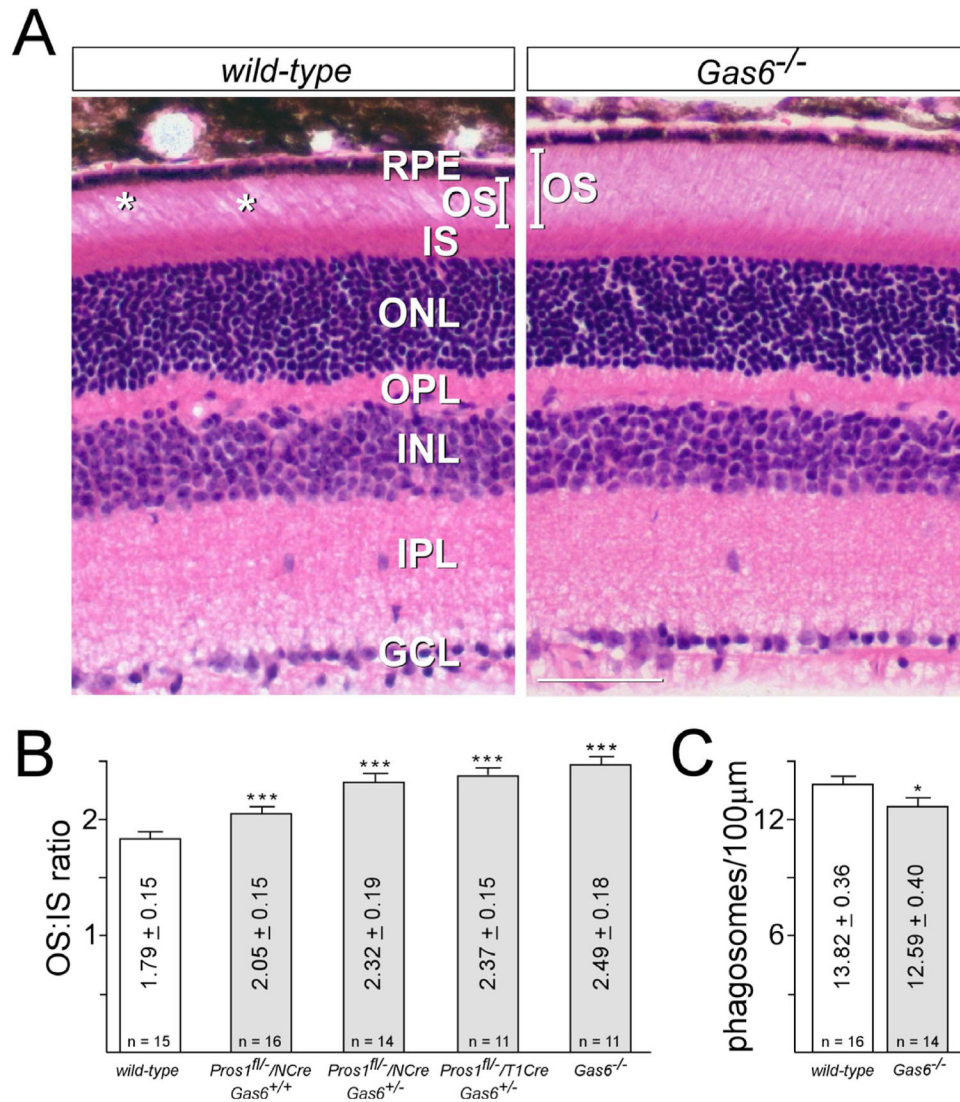 A
wild-type
Gas6-/-
RPE
* * OS OS
IS
ONL
OPL
INL
IPL
GCL
B
OS:IS ratio
2
1
***
***
***
***
1.79 ± 0.15
2.05 ± 0.15
2.32 ± 0.19
2.37 ± 0.15
2.49 ± 0.18
n = 15
n = 16
n = 14
n = 11
n = 11
wild-type
Pros1fl/-/NCre
Gas6+/+
Pros1fl/-/NCre
Gas6+/-
Pros1fl/-/T1Cre
Gas6+/-
Gas6-/-
C
phagosomes/100µm
12
6
*
13.82 ± 0.36
12.59 ± 0.40
n = 16
n = 14
wild-type
Gas6-/-